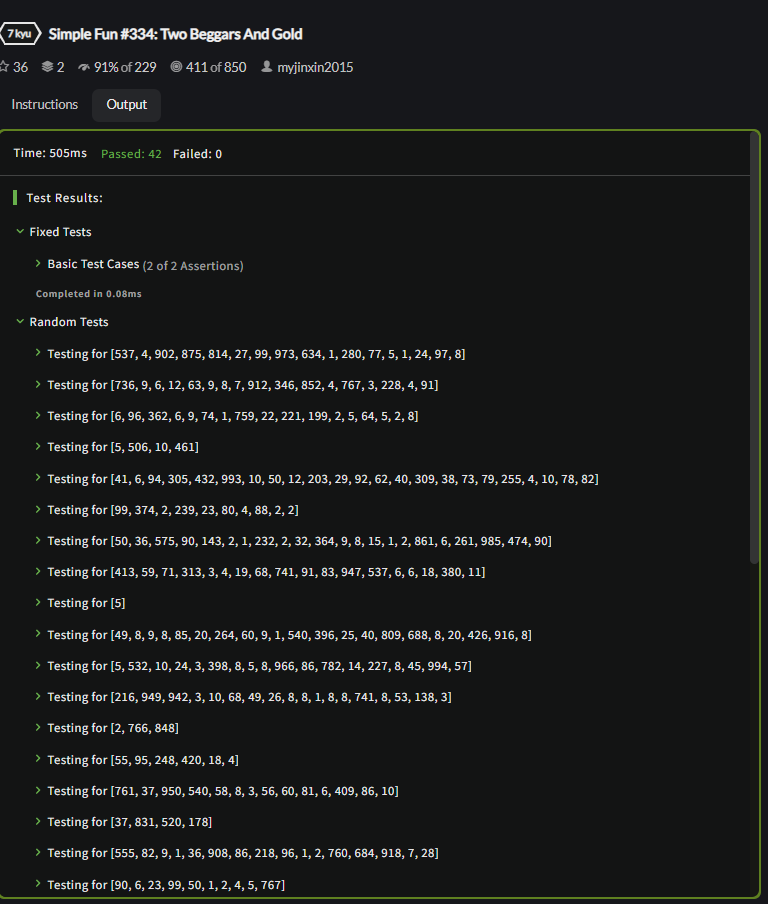 7 kyu Simple Fun #334: Two Beggars And Gold
36 2 91% of 229 411 of 850 myjinxin2015
Instructions Output
Time: 505ms Passed: 42 Failed: 0
Test Results:
Fixed Tests
Basic Test Cases (2 of 2 Assertions)
Completed in 0.08ms
Random Tests
Testing for [537, 4, 902, 875, 814, 27, 99, 973, 634, 1, 280, 77, 5, 1, 24, 97, 8]
Testing for [736, 9, 6, 12, 63, 9, 8, 7, 912, 346, 852, 4, 767, 3, 228, 4, 91]
Testing for [6, 96, 362, 6, 9, 74, 1, 759, 22, 221, 199, 2, 5, 64, 5, 2, 8]
Testing for [5, 506, 10, 461]
Testing for [41, 6, 94, 305, 432, 993, 10, 50, 12, 203, 29, 92, 62, 40, 309, 38, 73, 79, 255, 4, 10, 78, 82]
Testing for [99, 374, 2, 239, 23, 80, 4, 88, 2, 2]
Testing for [50, 36, 575, 90, 143, 2, 1, 232, 2, 32, 364, 9, 8, 15, 1, 2, 861, 6, 261, 985, 474, 90]
Testing for [413, 59, 71, 313, 3, 4, 19, 68, 741, 91, 83, 947, 537, 6, 6, 18, 380, 11]
Testing for [5]
Testing for [49, 8, 9, 8, 85, 20, 264, 60, 9, 1, 540, 396, 25, 40, 809, 688, 8, 20, 426, 916, 8]
Testing for [5, 532, 10, 24, 3, 398, 8, 5, 8, 966, 86, 782, 14, 227, 8, 45, 994, 57]
Testing for [216, 949, 942, 3, 10, 68, 49, 26, 8, 8, 1, 8, 8, 741, 8, 53, 138, 3]
Testing for [2, 766, 848]
Testing for [55, 95, 248, 420, 18, 4]
Testing for [761, 37, 950, 540, 58, 8, 3, 56, 60, 81, 6, 409, 86, 10]
Testing for [37, 831, 520, 178]
Testing for [555, 82, 9, 1, 36, 908, 86, 218, 96, 1, 2, 760, 684, 918, 7, 28]
Testing for [90, 6, 23, 99, 50, 1, 2, 4, 5, 767]